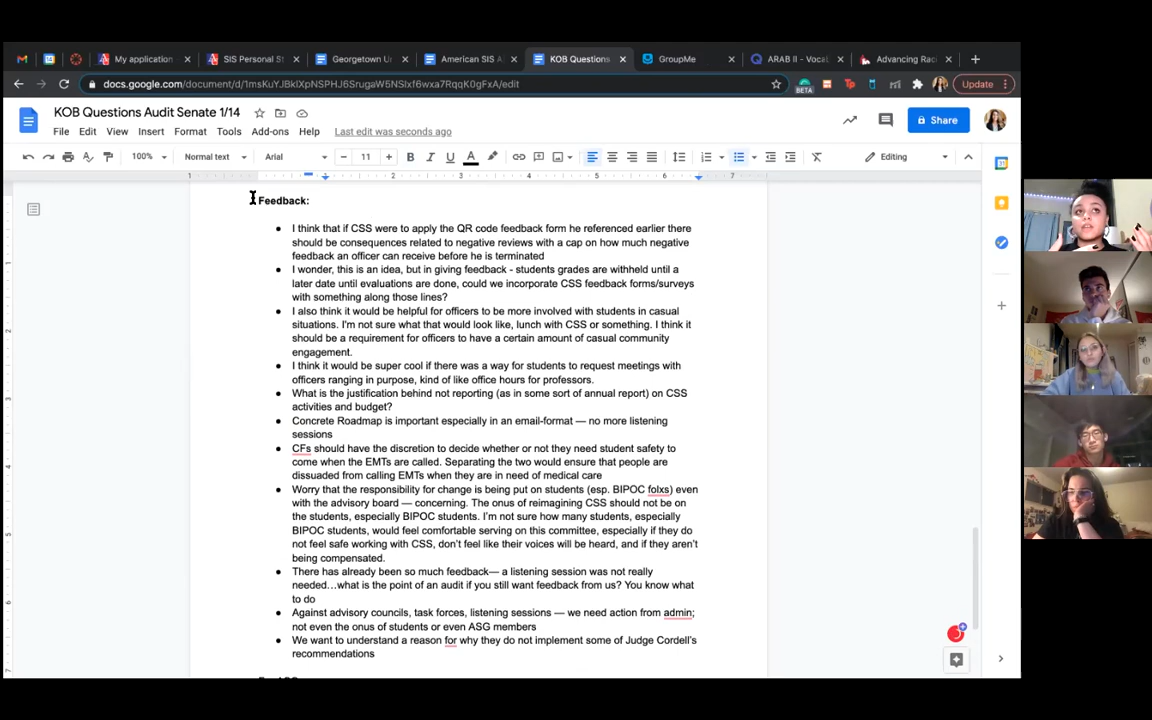 My application
SIS Personal St
Georgetown Un
American SIS A
KOB Questions
GroupMe
ARAB II - Vocab
Advancing Raci
docs.google.com/document/d/
/edit
BETA
Update
KOB Questions Audit Senate 1/14
File Edit View Insert Format Tools Add-ons Help Last edit was seconds ago
Share
100% Normal text Arial 11 Editing
1 1 2 3 4 5 6 7
Feedback:
I think that if CSS were to apply the QR code feedback form he referenced earlier there
should be consequences related to negative reviews with a cap on how much negative
feedback an officer can receive before he is terminated
I wonder, this is an idea, but in giving feedback - students grades are withheld until a
later date until evaluations are done, could we incorporate CSS feedback forms/surveys
with something along those lines?
I also think it would be helpful for officers to be more involved with students in casual
situations. I'm not sure what that would look like, lunch with CSS or something. I think it
should be a requirement for officers to have a certain amount of casual community
engagement.
I think it would be super cool if there was a way for students to request meetings with
officers ranging in purpose, kind of like office hours for professors.
What is the justification behind not reporting (as in some sort of annual report) on CSS
activities and budget?
Concrete Roadmap is important especially in an email-format — no more listening
sessions
CFs should have the discretion to decide whether or not they need student safety to
come when the EMTs are called. Separating the two would ensure that people are
dissuaded from calling EMTs when they are in need of medical care
Worry that the responsibility for change is being put on students (esp. BIPOC folxs) even
with the advisory board — concerning. The onus of reimagining CSS should not be on
the students, especially BIPOC students. I'm not sure how many students, especially
BIPOC students, would feel comfortable serving on this committee, especially if they do
not feel safe working with CSS, don't feel like their voices will be heard, and if they aren't
being compensated.
There has already been so much feedback— a listening session was not really
needed…what is the point of an audit if you still want feedback from us? You know what
to do
Against advisory councils, task forces, listening sessions — we need action from admin;
not even the onus of students or even ASG members
We want to understand a reason for why they do not implement some of Judge Cordell's
recommendations